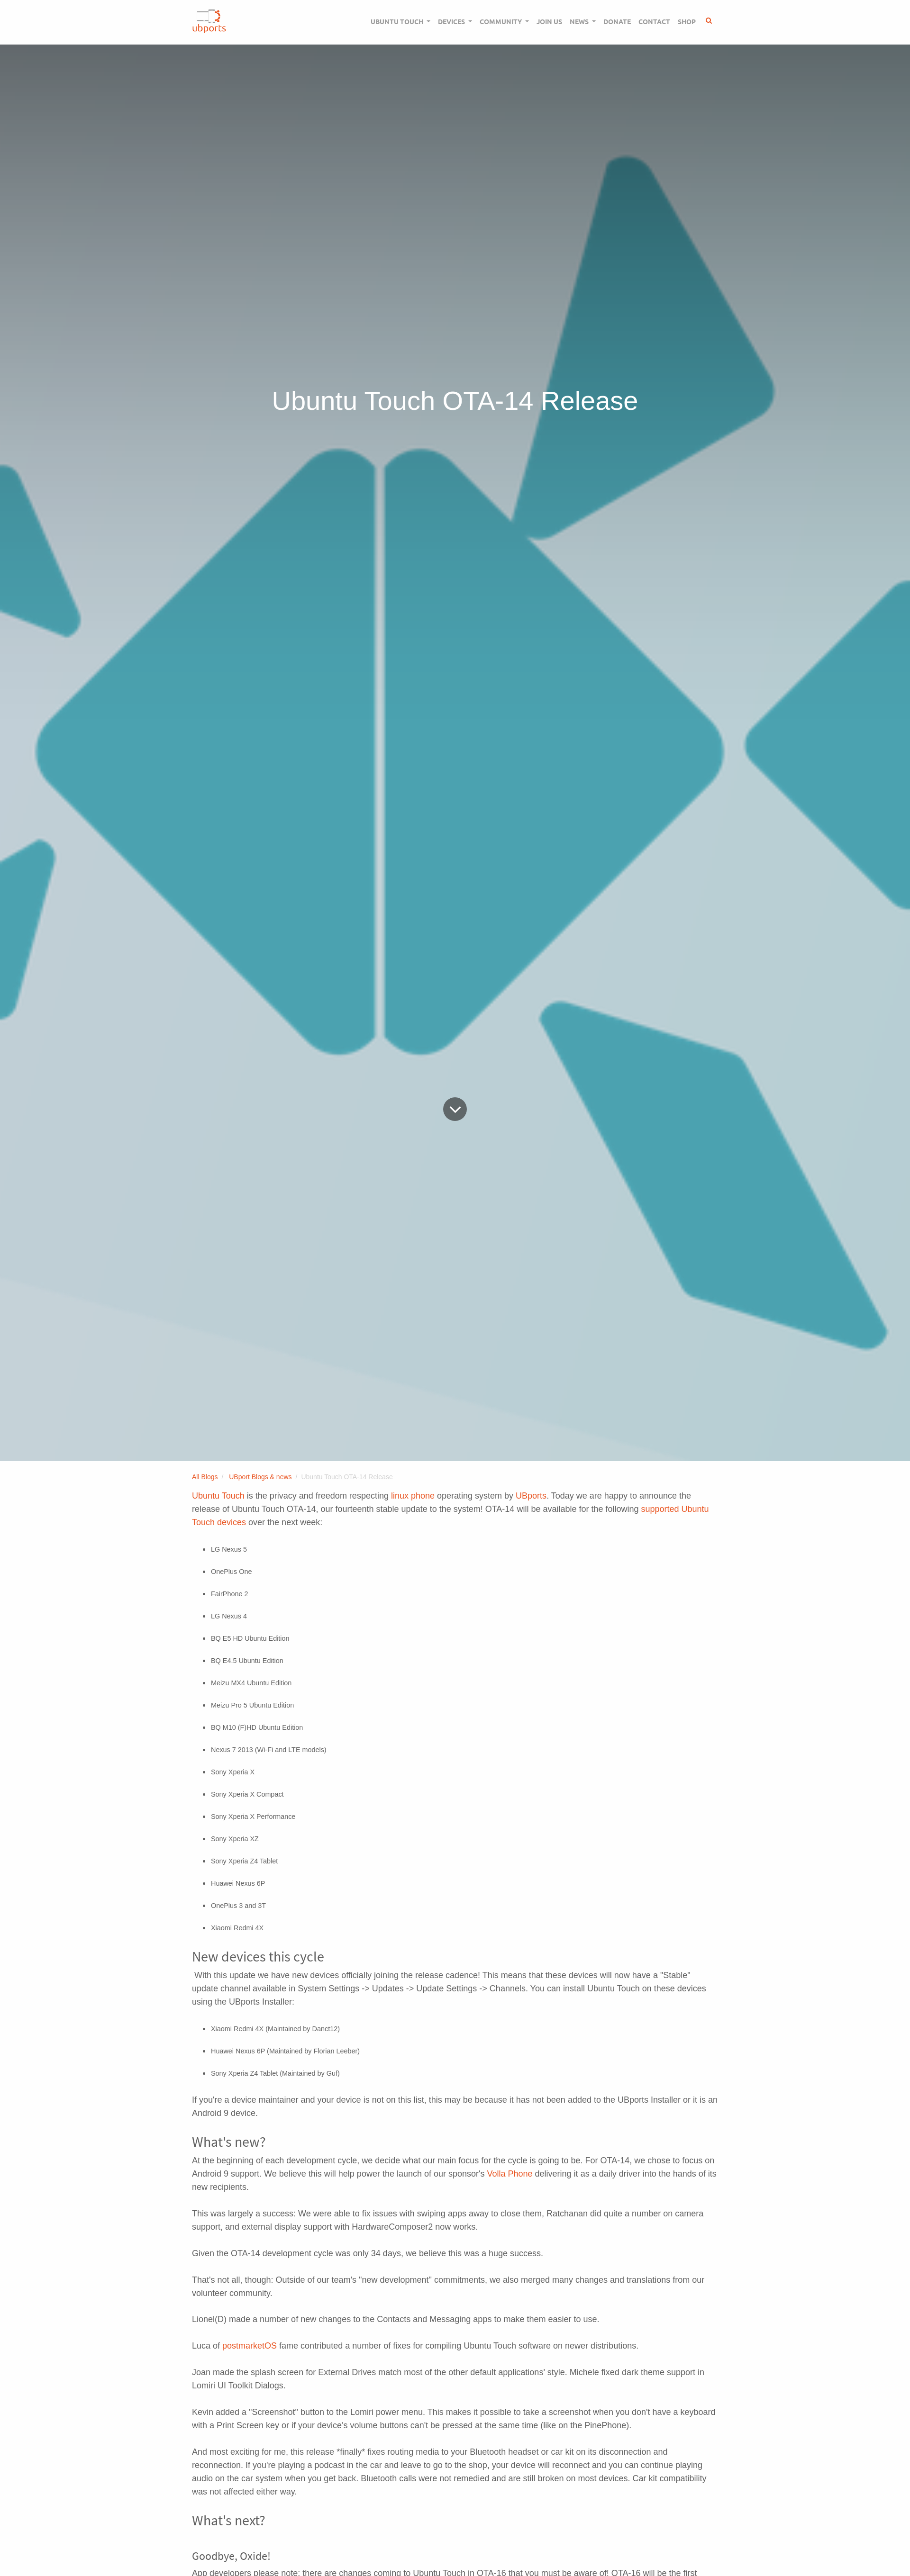 ubports
UBUNTU TOUCH DEVICES COMMUNITY JOIN US NEWS DONATE CONTACT SHOP
Ubuntu Touch OTA-14 Release
All Blogs / UBport Blogs & news / Ubuntu Touch OTA-14 Release
Ubuntu Touch is the privacy and freedom respecting linux phone operating system by UBports. Today we are happy to announce the
release of Ubuntu Touch OTA-14, our fourteenth stable update to the system! OTA-14 will be available for the following supported Ubuntu
Touch devices over the next week:
• LG Nexus 5
• OnePlus One
• FairPhone 2
• LG Nexus 4
• BQ E5 HD Ubuntu Edition
• BQ E4.5 Ubuntu Edition
• Meizu MX4 Ubuntu Edition
• Meizu Pro 5 Ubuntu Edition
• BQ M10 (F)HD Ubuntu Edition
• Nexus 7 2013 (Wi-Fi and LTE models)
• Sony Xperia X
• Sony Xperia X Compact
• Sony Xperia X Performance
• Sony Xperia XZ
• Sony Xperia Z4 Tablet
• Huawei Nexus 6P
• OnePlus 3 and 3T
• Xiaomi Redmi 4X
New devices this cycle
With this update we have new devices officially joining the release cadence! This means that these devices will now have a "Stable"
update channel available in System Settings -> Updates -> Update Settings -> Channels. You can install Ubuntu Touch on these devices
using the UBports Installer:
• Xiaomi Redmi 4X (Maintained by Danct12)
• Huawei Nexus 6P (Maintained by Florian Leeber)
• Sony Xperia Z4 Tablet (Maintained by Guf)
If you're a device maintainer and your device is not on this list, this may be because it has not been added to the UBports Installer or it is an
Android 9 device.
What's new?
At the beginning of each development cycle, we decide what our main focus for the cycle is going to be. For OTA-14, we chose to focus on
Android 9 support. We believe this will help power the launch of our sponsor's Volla Phone delivering it as a daily driver into the hands of its
new recipients.
This was largely a success: We were able to fix issues with swiping apps away to close them, Ratchanan did quite a number on camera
support, and external display support with HardwareComposer2 now works.
Given the OTA-14 development cycle was only 34 days, we believe this was a huge success.
That's not all, though: Outside of our team's "new development" commitments, we also merged many changes and translations from our
volunteer community.
Lionel(D) made a number of new changes to the Contacts and Messaging apps to make them easier to use.
Luca of postmarketOS fame contributed a number of fixes for compiling Ubuntu Touch software on newer distributions.
Joan made the splash screen for External Drives match most of the other default applications' style. Michele fixed dark theme support in
Lomiri UI Toolkit Dialogs.
Kevin added a "Screenshot" button to the Lomiri power menu. This makes it possible to take a screenshot when you don't have a keyboard
with a Print Screen key or if your device's volume buttons can't be pressed at the same time (like on the PinePhone).
And most exciting for me, this release *finally* fixes routing media to your Bluetooth headset or car kit on its disconnection and
reconnection. If you're playing a podcast in the car and leave to go to the shop, your device will reconnect and you can continue playing
audio on the car system when you get back. Bluetooth calls were not remedied and are still broken on most devices. Car kit compatibility
was not affected either way.
What's next?
Goodbye, Oxide!
App developers please note: there are changes coming to Ubuntu Touch in OTA-16 that you must be aware of! OTA-16 will be the first